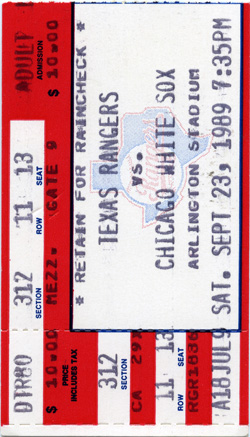 ADULT
ADMISSION
$ 10.00
312 11 13
SECTION ROW SEAT
MEZZ. GATE 9
* RETAIN FOR RAINCHECK *
TEXAS RANGERS
VS.
CHICAGO WHITE SOX
ARLINGTON STADIUM
SAT. SEPT 23, 1989 7:35PM
Rangers
$ 10.00
PRICE
INCLUDES TAX
312
SECTION
CA
11 13
ROW SEAT